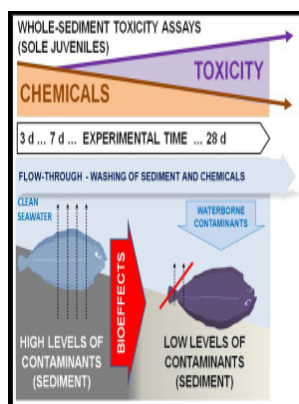 WHOLE-SEDIMENT TOXICITY ASSAYS
(SOLE JUVENILES)
TOXICITY
CHEMICALS
3 d ... 7 d ... EXPERIMENTAL TIME ... 28 d
FLOW-THROUGH - WASHING OF SEDIMENT AND CHEMICALS
CLEAN
SEAWATER
WATERBORNE
CONTAMINANTS
BIOEFFECTS
HIGH LEVELS OF
CONTAMINANTS
(SEDIMENT)
LOW LEVELS OF
CONTAMINANTS
(SEDIMENT)